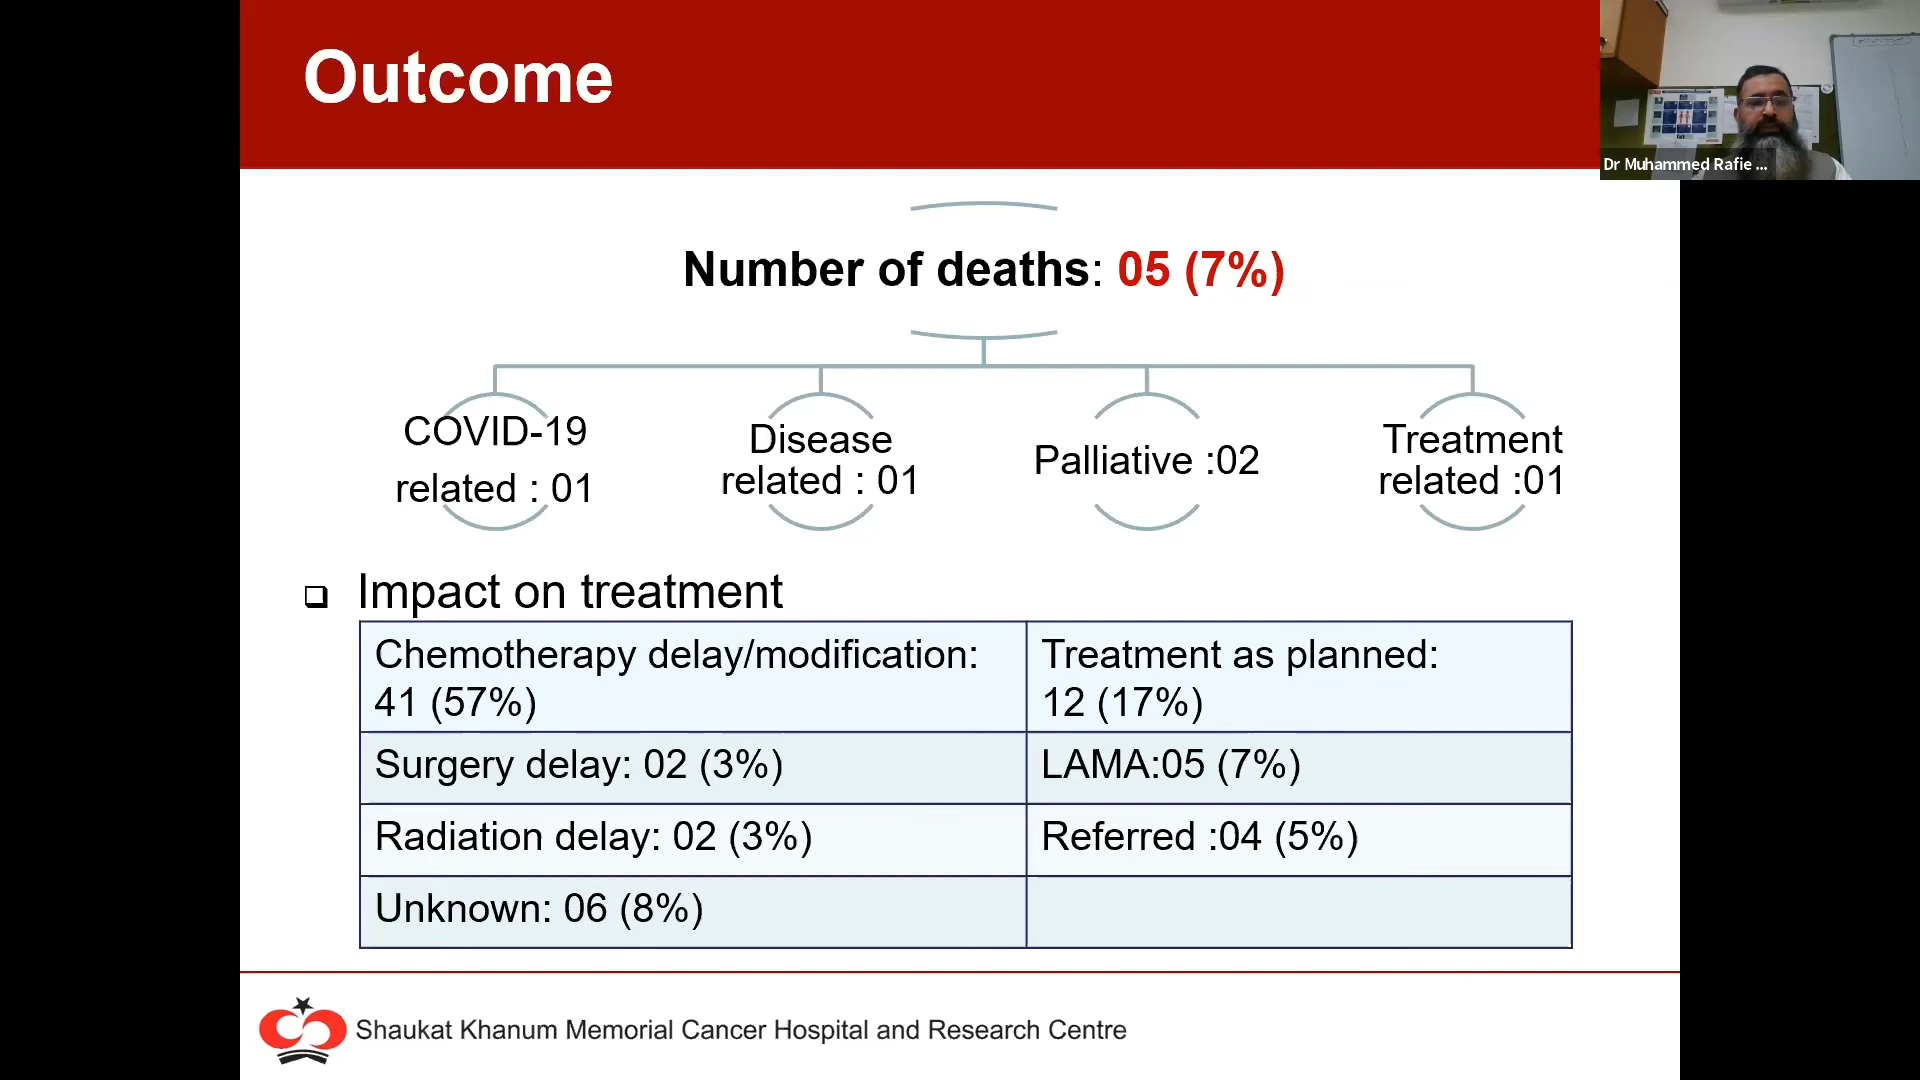 Outcome
Dr Muhammed Rafie ...
Number of deaths: 05 (7%)
COVID-19
related : 01
Disease
related : 01
Palliative :02
Treatment
related :01
Impact on treatment
Chemotherapy delay/modification:
41 (57%)
Treatment as planned:
12 (17%)
Surgery delay: 02 (3%)
LAMA:05 (7%)
Radiation delay: 02 (3%)
Referred :04 (5%)
Unknown: 06 (8%)
Shaukat Khanum Memorial Cancer Hospital and Research Centre